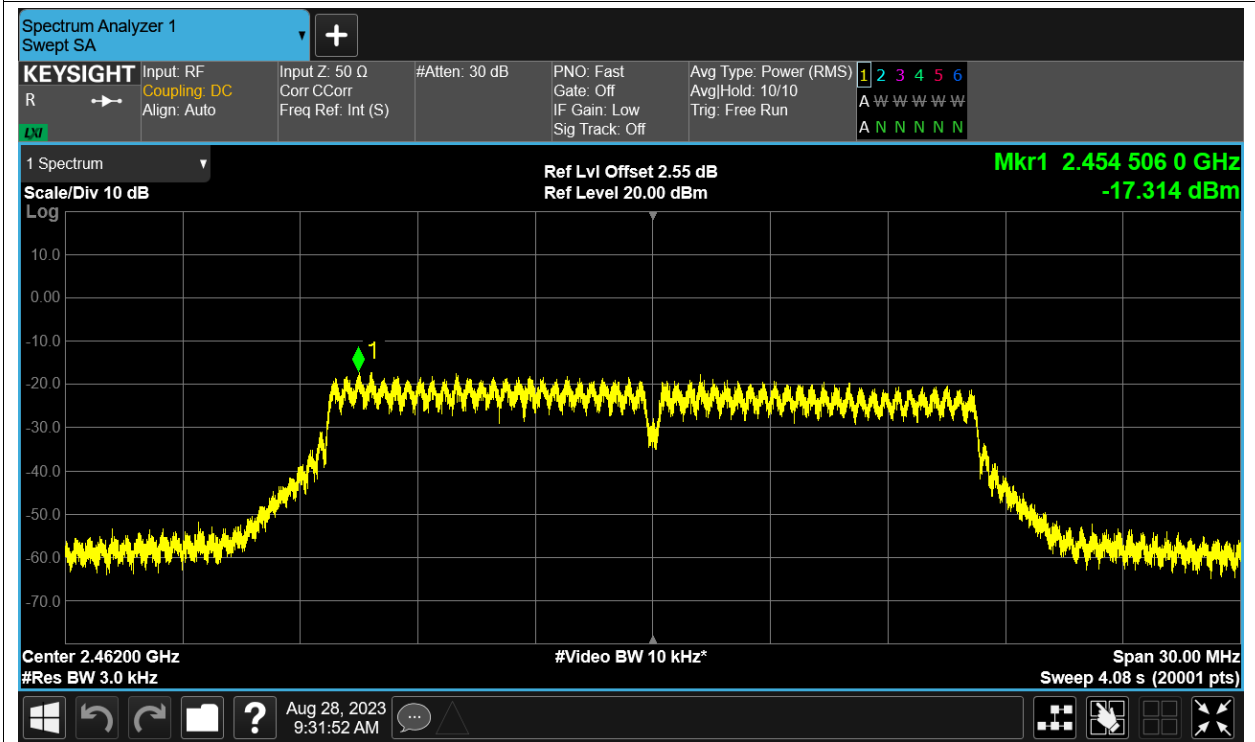 Spectrum Analyzer 1
Swept SA
KEYSIGHT
R
LXI
Input: RF
Coupling: DC
Align: Auto
Input Z: 50 Ω
Corr CCorr
Freq Ref: Int (S)
#Atten: 30 dB
PNO: Fast
Gate: Off
IF Gain: Low
Sig Track: Off
Avg Type: Power (RMS)
Avg|Hold: 10/10
Trig: Free Run
1 2 3 4 5 6
A W W W W W
A N N N N N
1 Spectrum
Scale/Div 10 dB
Ref Lvl Offset 2.55 dB
Ref Level 20.00 dBm
Mkr1 2.454 506 0 GHz
-17.314 dBm
Log
10.0
0.00
-10.0
1
-20.0
-30.0
-40.0
-50.0
-60.0
-70.0
Center 2.46200 GHz
#Video BW 10 kHz*
Span 30.00 MHz
#Res BW 3.0 kHz
Sweep 4.08 s (20001 pts)
?
Aug 28, 2023
9:31:52 AM